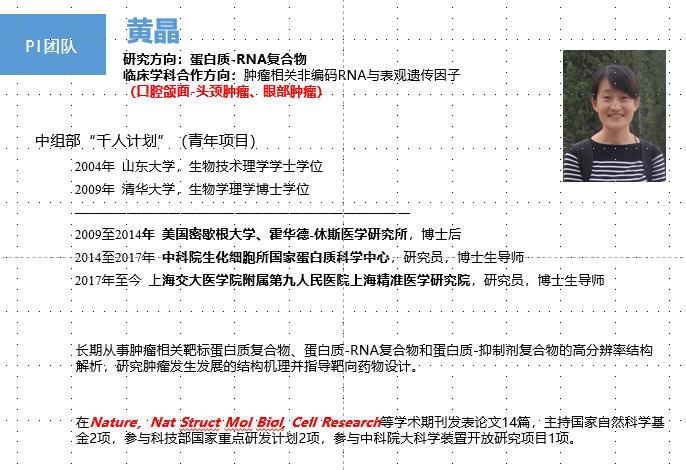 PI团队
黄晶
研究方向：蛋白质-RNA复合物
临床学科合作方向：肿瘤相关非编码RNA与表观遗传因子
（口腔颌面-头颈肿瘤、眼部肿瘤）
中组部“千人计划”（青年项目）
2004年 山东大学，生物技术理学学士学位
2009年 清华大学，生物学理学博士学位
2009至2014年 美国密歇根大学、霍华德-休斯医学研究所，博士后
2014至2017年 中科院生化细胞所国家蛋白质科学中心，研究员，博士生导师
2017年至今 上海交大医学院附属第九人民医院上海精准医学研究院，研究员，博士生导师
长期从事肿瘤相关靶标蛋白质复合物、蛋白质-RNA复合物和蛋白质-抑制剂复合物的高分辨率结构
解析，研究肿瘤发生发展的结构机理并指导靶向药物设计。
在Nature，Nat Struct Mol Biol, Cell Research等学术期刊发表论文14篇，主持国家自然科学基
金2项，参与科技部国家重点研发计划2项，参与中科院大科学装置开放研究项目1项。